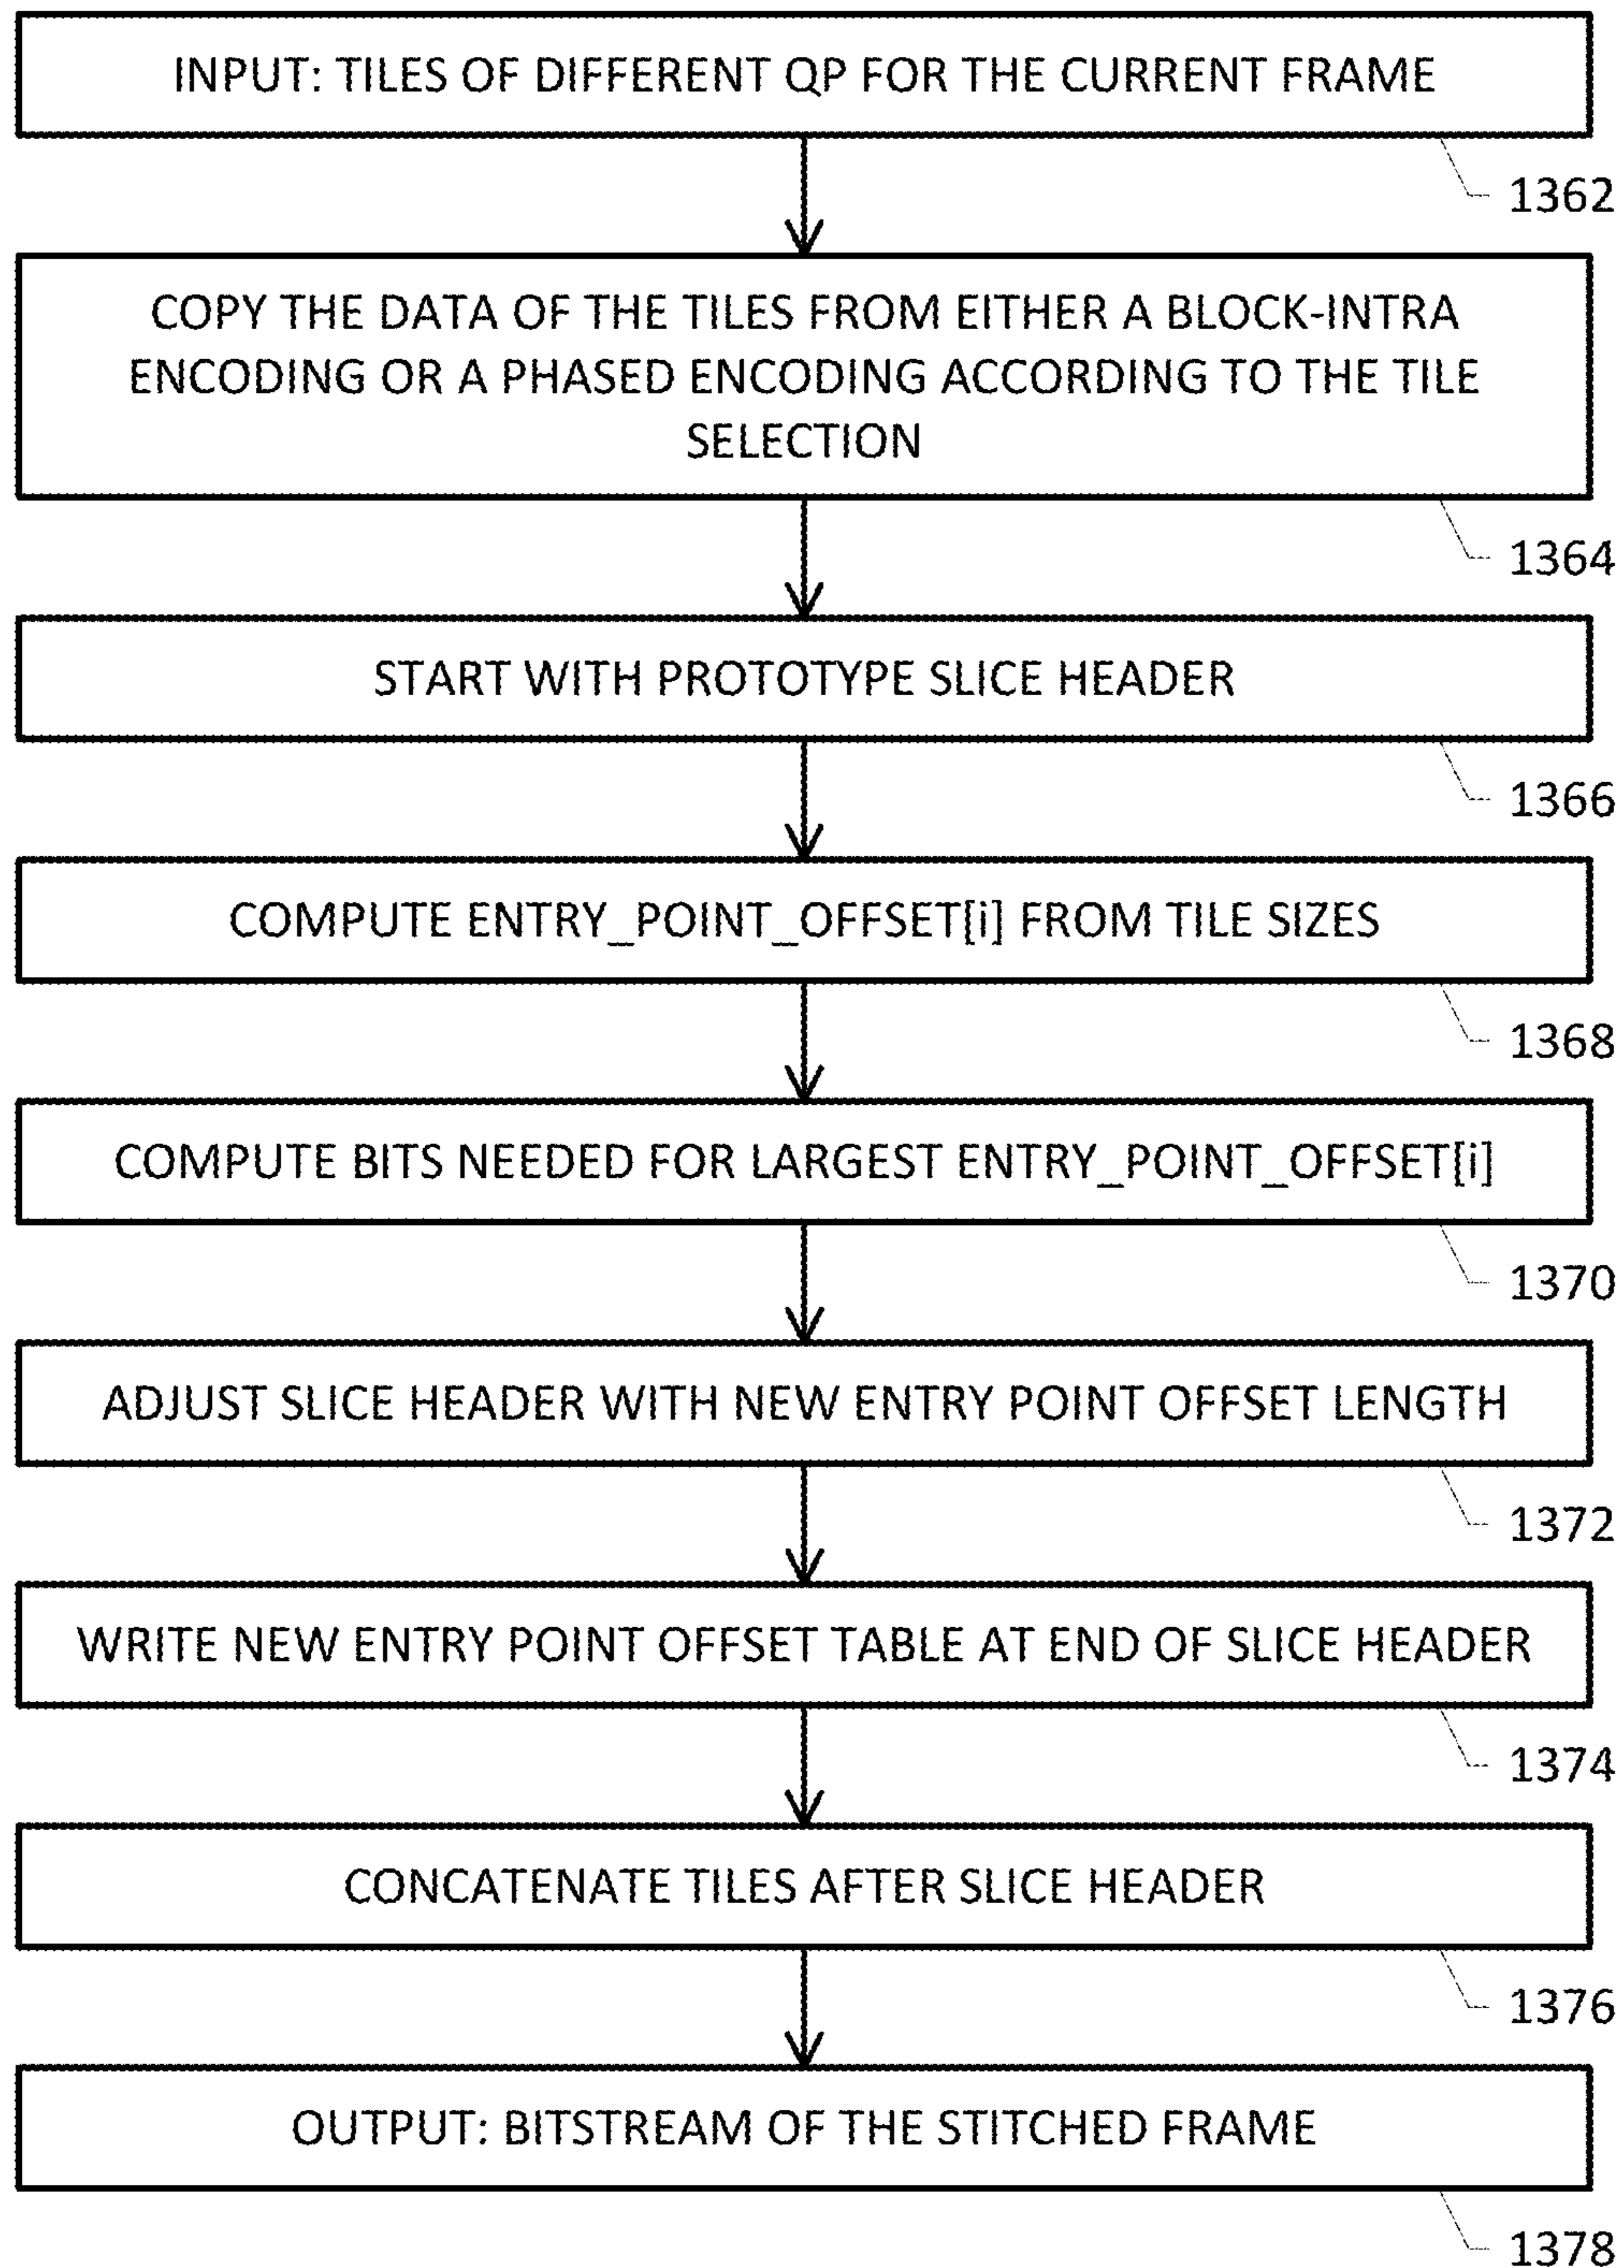 INPUT: TILES OF DIFFERENT QP FOR THE CURRENT FRAME
1362
COPY THE DATA OF THE TILES FROM EITHER A BLOCK-INTRA
ENCODING OR A PHASED ENCODING ACCORDING TO THE TILE
SELECTION
1364
START WITH PROTOTYPE SLICE HEADER
1366
COMPUTE ENTRY_POINT_OFFSET[i] FROM TILE SIZES
1368
COMPUTE BITS NEEDED FOR LARGEST ENTRY_POINT_OFFSET[i]
1370
ADJUST SLICE HEADER WITH NEW ENTRY POINT OFFSET LENGTH
1372
WRITE NEW ENTRY POINT OFFSET TABLE AT END OF SLICE HEADER
1374
CONCATENATE TILES AFTER SLICE HEADER
1376
OUTPUT: BITSTREAM OF THE STITCHED FRAME
1378